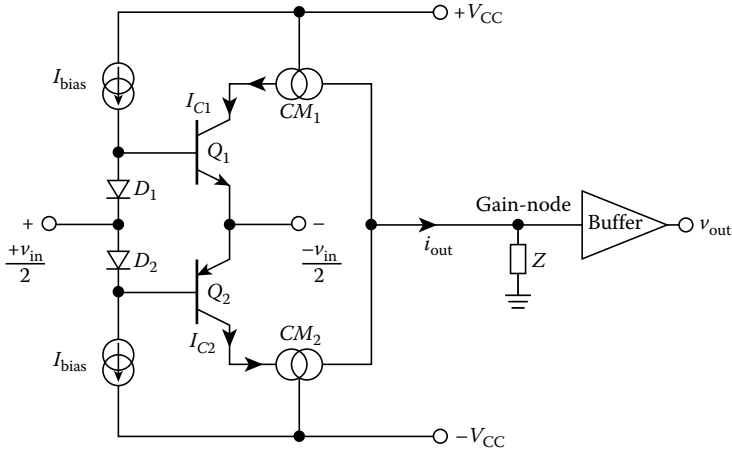 +V_CC
I_bias
I_C1
CM_1
Q_1
D_1
Gain-node
Buffer
+
−
+v_in/2
−v_in/2
i_out
Z
v_out
D_2
Q_2
I_bias
I_C2
CM_2
−V_CC